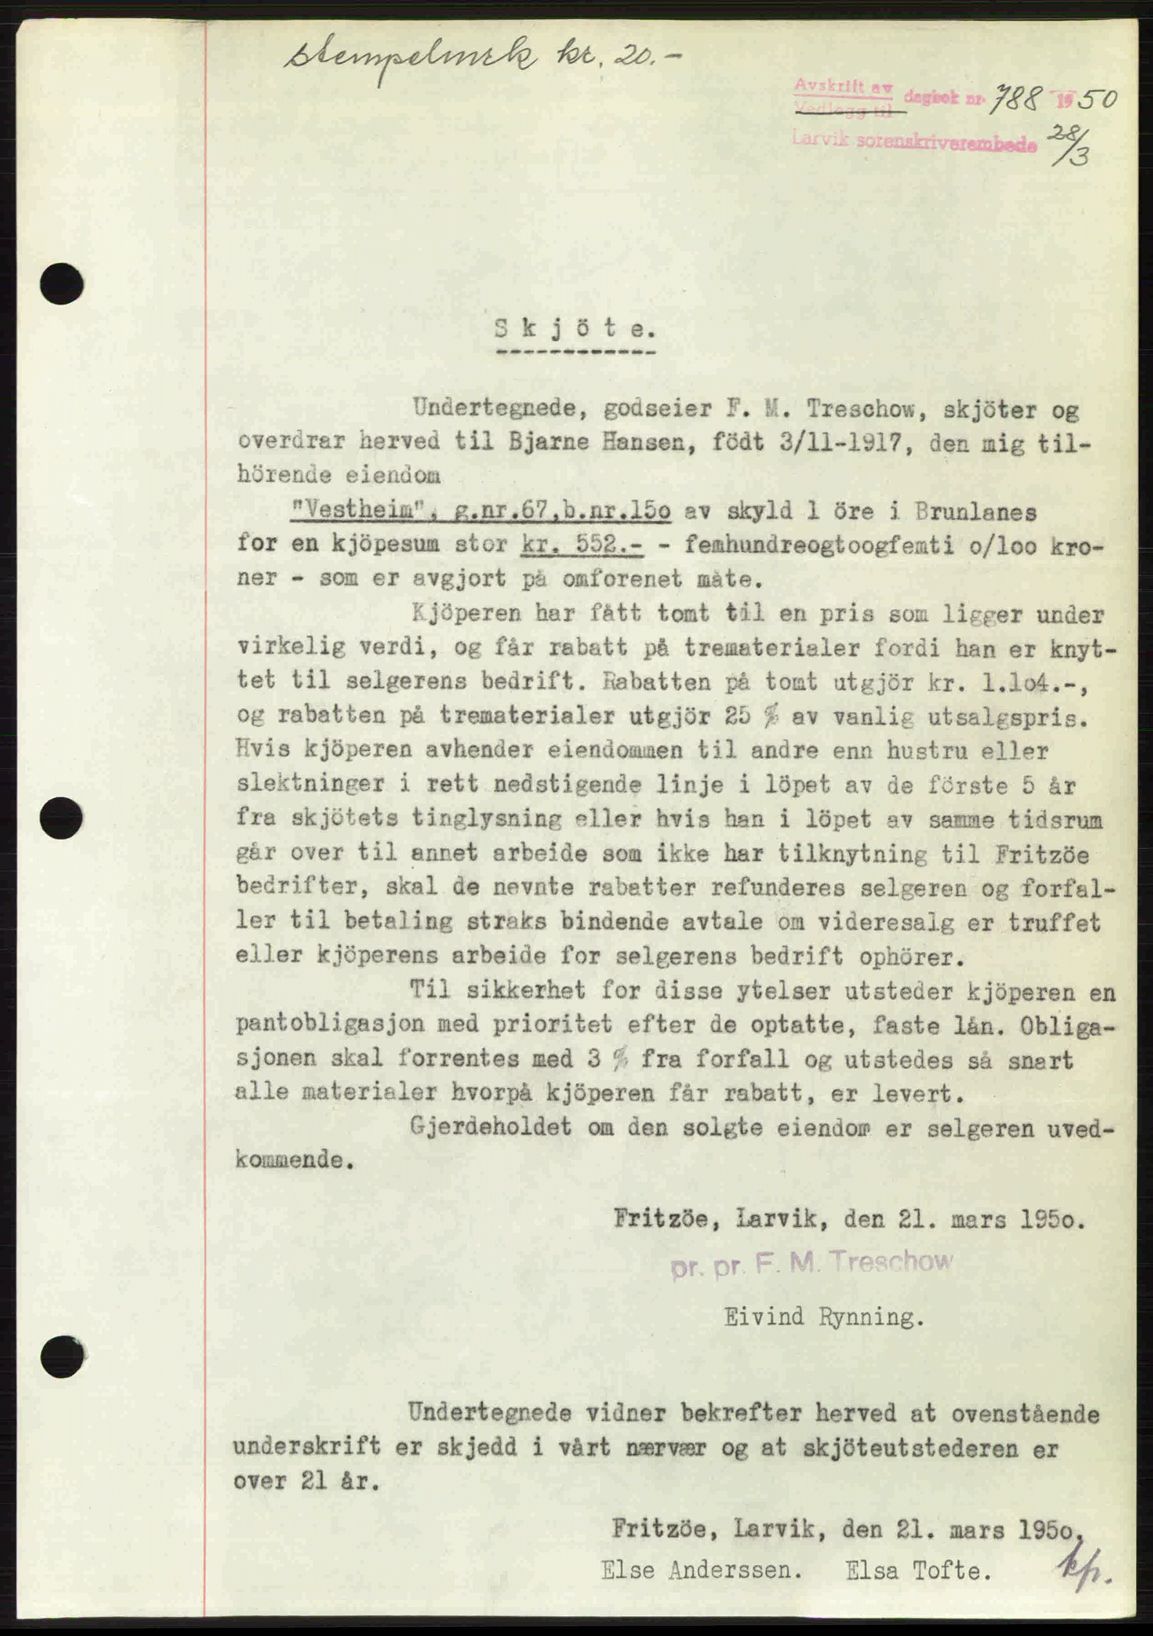 stempelmrk kr. 20.-
Avskrift av
Vedlegg til dagbok nr. 788 1950
Larvik sorenskriverembede 28/3
Skjöte.
Undertegnede, godseier F. M. Treschow, skjöter og
overdrar herved til Bjarne Hansen, födt 3/11-1917, den mig til-
hörende eiendom
"Vestheim", g.nr.67,b.nr.15o av skyld 1 öre i Brunlanes
for en kjöpesum stor kr. 552.- - femhundreogtoogfemti o/loo kro-
ner - som er avgjort på omforenet måte.
Kjöperen har fått tomt til en pris som ligger under
virkelig verdi, og får rabatt på trematerialer fordi han er knyt-
tet til selgerens bedrift. Rabatten på tomt utgjör kr. 1.1o4.-,
og rabatten på trematerialer utgjör 25 % av vanlig utsalgspris.
Hvis kjöperen avhender eiendommen til andre enn hustru eller
slektninger i rett nedstigende linje i löpet av de förste 5 år
fra skjötets tinglysning eller hvis han i löpet av samme tidsrum
går over til annet arbeide som ikke har tilknytning til Fritzöe
bedrifter, skal de nevnte rabatter refunderes selgeren og forfal-
ler til betaling straks bindende avtale om videresalg er truffet
eller kjöperens arbeide for selgerens bedrift ophörer.
Til sikkerhet for disse ytelser utsteder kjöperen en
pantobligasjon med prioritet efter de optatte, faste lån. Obliga-
sjonen skal forrentes med 3 % fra forfall og utstedes så snart
alle materialer hvorpå kjöperen får rabatt, er levert.
Gjerdeholdet om den solgte eiendom er selgeren uved-
kommende.
Fritzöe, Larvik, den 21. mars 195o.
pr. pr. F. M. Treschow
Eivind Rynning.
Undertegnede vidner bekrefter herved at ovenstående
underskrift er skjedd i vårt nærvær og at skjöteutstederen er
over 21 år.
Fritzöe, Larvik, den 21. mars 195o.
Else Anderssen. Elsa Tofte. kp.